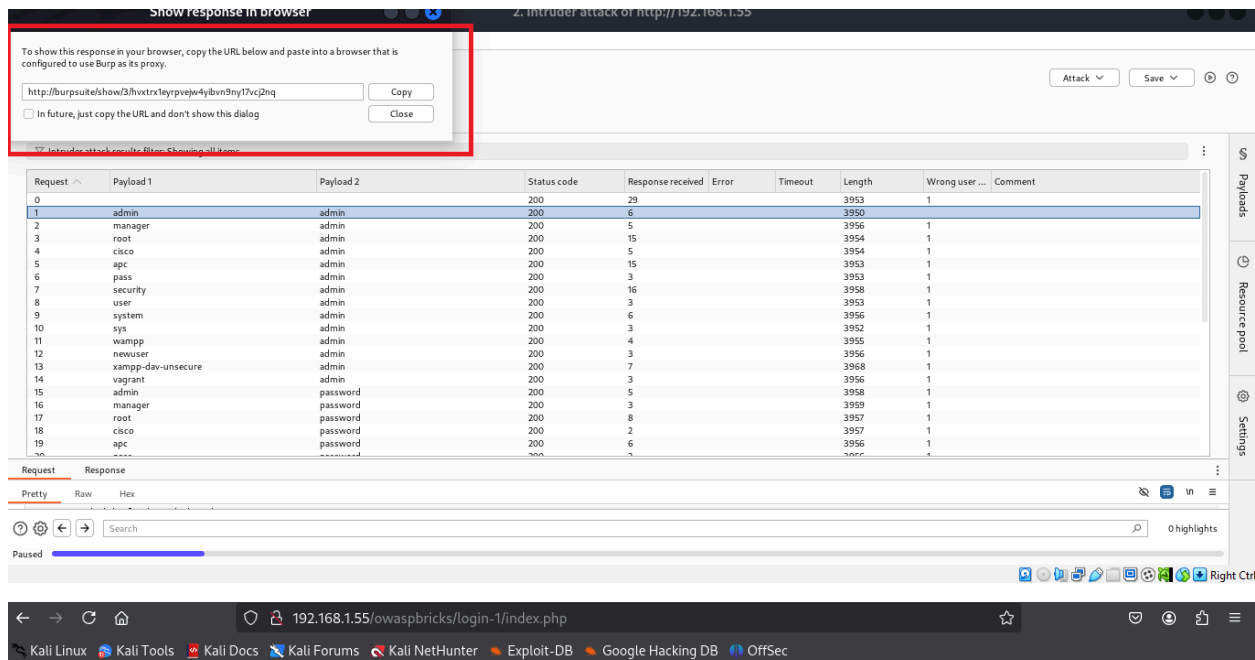 Show response in browser
2. Intruder attack of http://192.168.1.55
To show this response in your browser, copy the URL below and paste into a browser that is
configured to use Burp as its proxy.
http://burpsuite/show/3/hvxtrx1eyrpvejw4yibvn9ny17vcj2nq Copy
In future, just copy the URL and don't show this dialog Close
Attack Save
Intruder attack results filter: Showing all items
Request Payload 1 Payload 2 Status code Response received Error Timeout Length Wrong user ... Comment
0 200 29 3953 1
1 admin admin 200 6 3950
2 manager admin 200 5 3956 1
3 root admin 200 15 3954 1
4 cisco admin 200 5 3954 1
5 apc admin 200 15 3953 1
6 pass admin 200 3 3953 1
7 security admin 200 16 3958 1
8 user admin 200 3 3953 1
9 system admin 200 6 3956 1
10 sys admin 200 3 3952 1
11 wampp admin 200 4 3955 1
12 newuser admin 200 3 3956 1
13 xampp-dav-unsecure admin 200 7 3968 1
14 vagrant admin 200 3 3956 1
15 admin password 200 5 3958 1
16 manager password 200 3 3959 1
17 root password 200 8 3957 1
18 cisco password 200 2 3957 1
19 apc password 200 6 3956 1
Payloads
Resource pool
Settings
Request Response
Pretty Raw Hex
\n
Search 0 highlights
Paused
Right Ctrl
192.168.1.55/owaspbricks/login-1/index.php
Kali Linux Kali Tools Kali Docs Kali Forums Kali NetHunter Exploit-DB Google Hacking DB OffSec